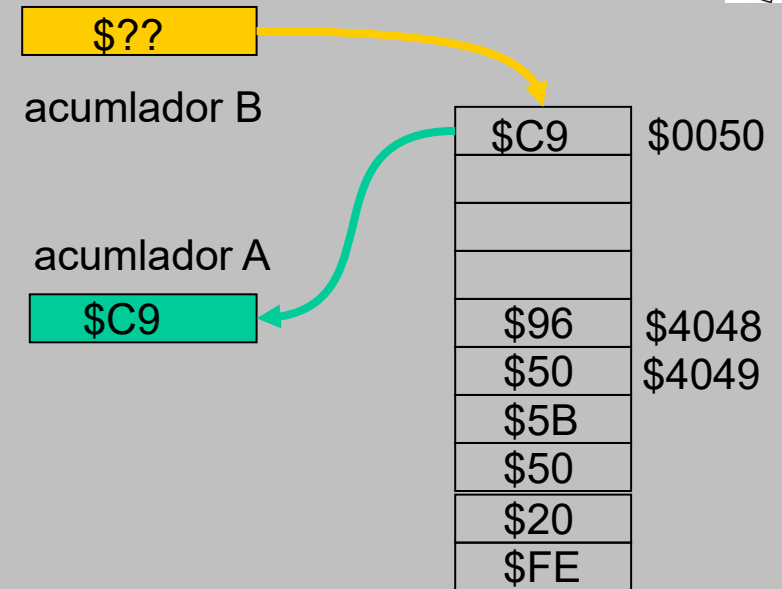 $??
acumlador B
$C9 $0050
acumlador A
$C9
$96 $4048
$50 $4049
$5B
$50
$20
$FE